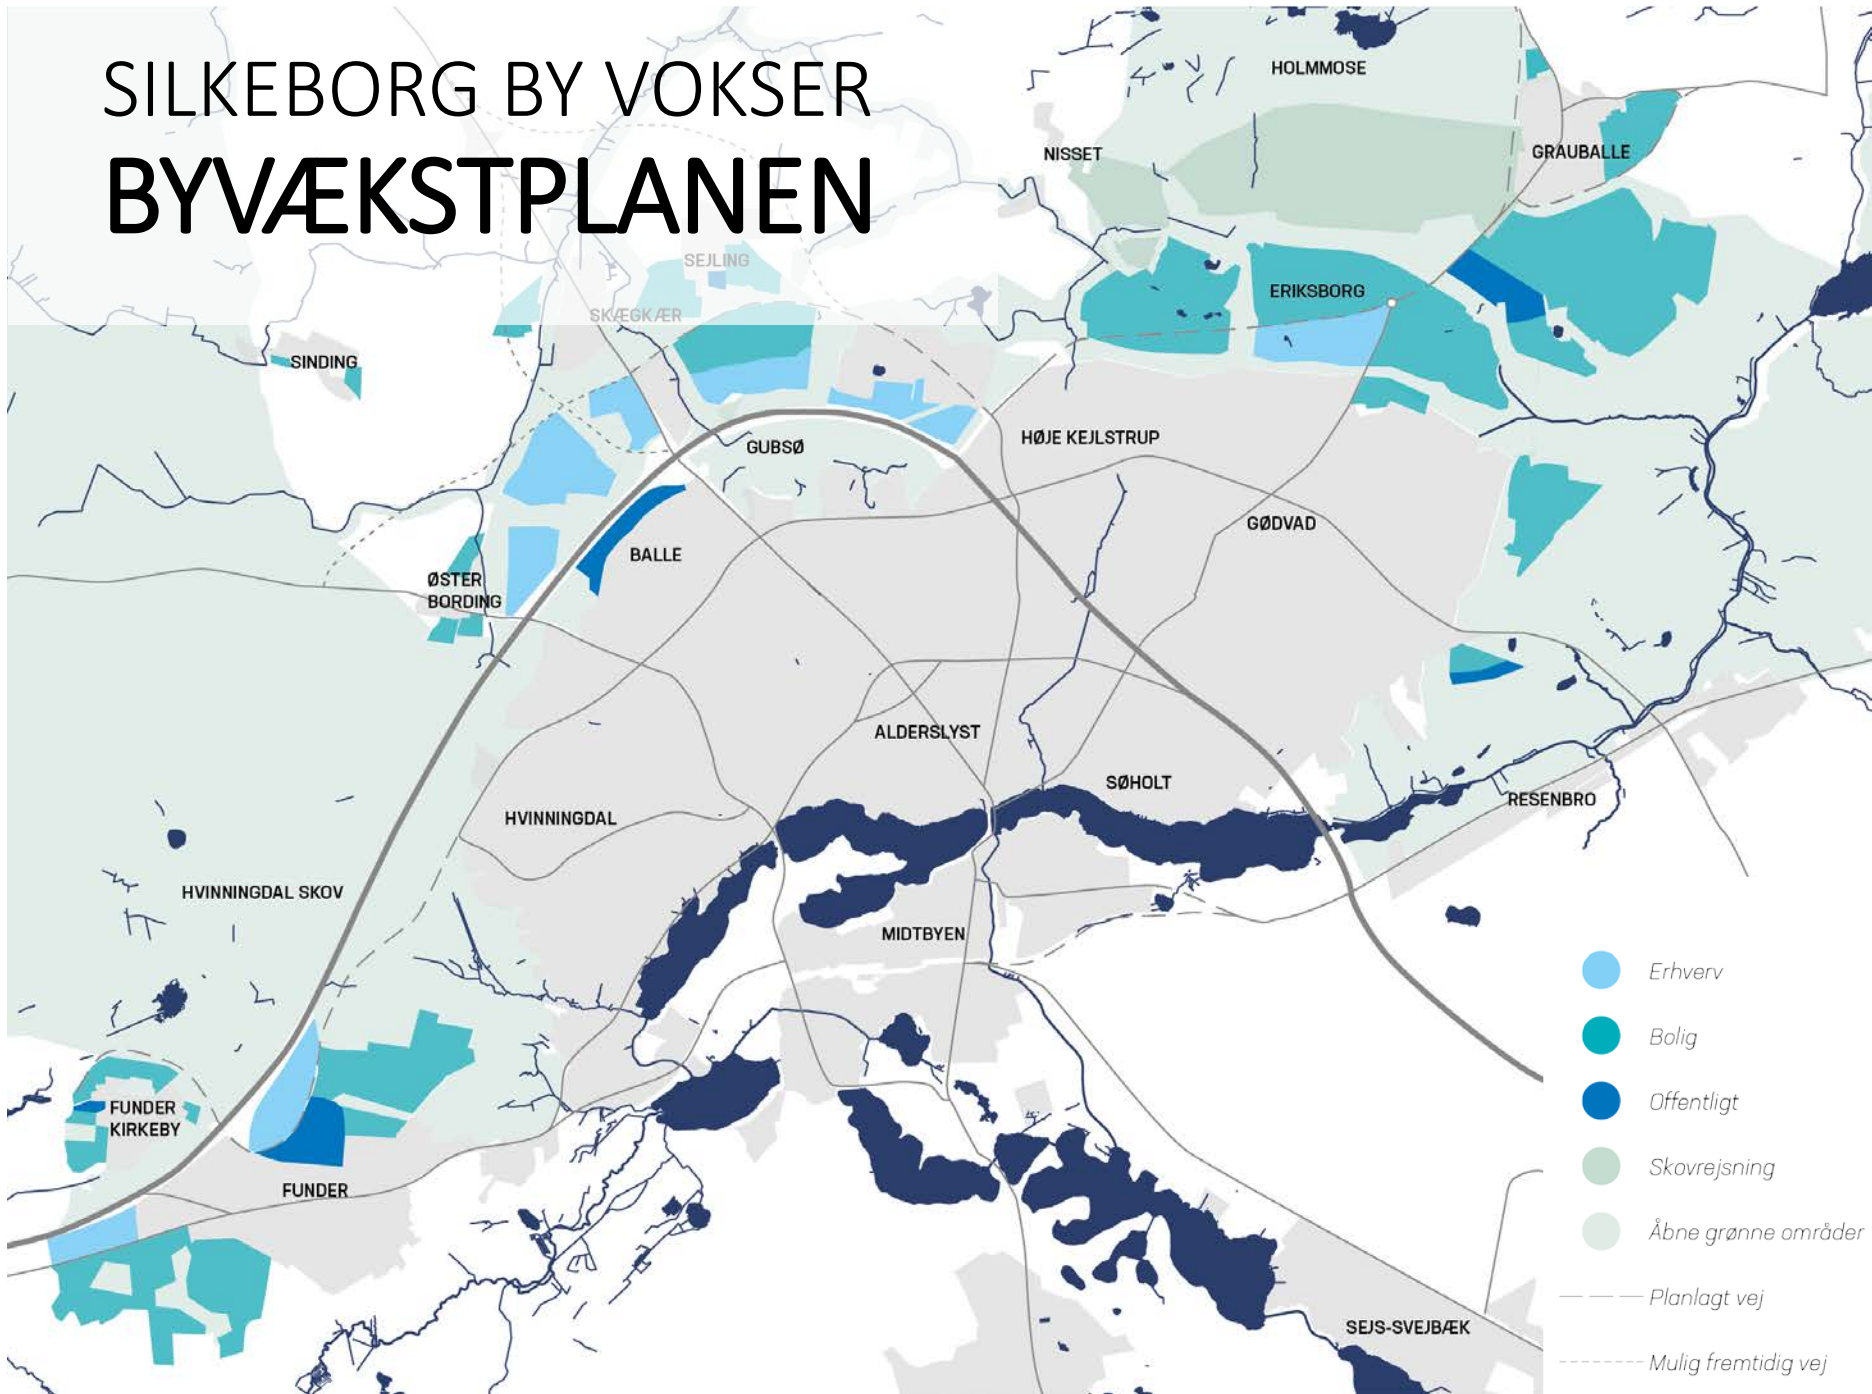 SILKEBORG BY VOKSER
BYVÆKSTPLANEN
HOLMMOSE
NISSET
GRAUBALLE
SEJLING
ERIKSBORG
SKÆGKÆR
SINDING
GUBSØ
HØJE KEJLSTRUP
GØDVAD
BALLE
ØSTER
BORDING
ALDERSLYST
SØHOLT
RESENBRO
HVINNINGDAL
HVINNINGDAL SKOV
MIDTBYEN
FUNDER
KIRKEBY
FUNDER
SEJS-SVEJBÆK
Erhverv
Bolig
Offentligt
Skovrejsning
Åbne grønne områder
Planlagt vej
Mulig fremtidig vej